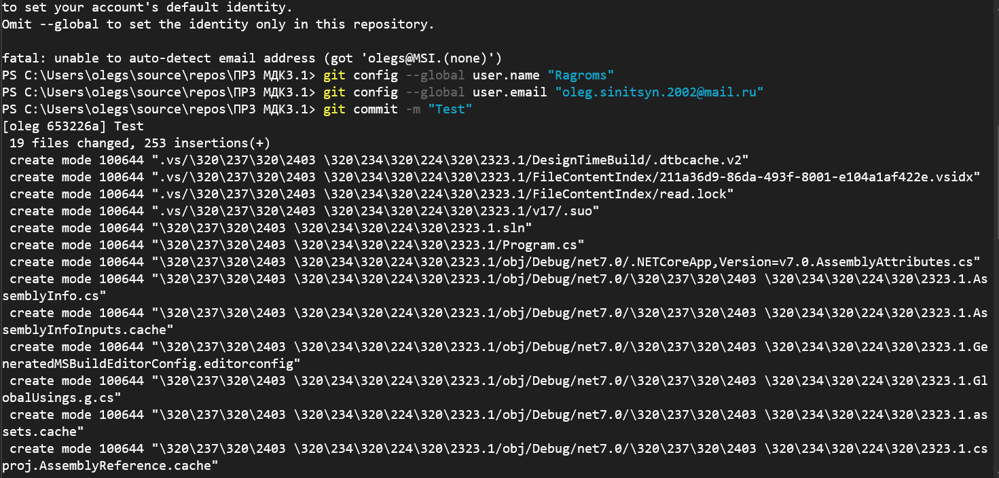 to set your account's default identity.
Omit --global to set the identity only in this repository.
fatal: unable to auto-detect email address (got 'olegs@MSI.(none)')
PS C:\Users\olegs\source\repos\ПР3 МДК3.1> git config --global user.name "Ragroms"
PS C:\Users\olegs\source\repos\ПР3 МДК3.1> git config --global user.email "oleg.sinitsyn.2002@mail.ru"
PS C:\Users\olegs\source\repos\ПР3 МДК3.1> git commit -m "Test"
[oleg 653226a] Test
 19 files changed, 253 insertions(+)
 create mode 100644 ".vs/\320\237\320\2403 \320\234\320\224\320\2323.1/DesignTimeBuild/.dtbcache.v2"
 create mode 100644 ".vs/\320\237\320\2403 \320\234\320\224\320\2323.1/FileContentIndex/211a36d9-86da-493f-8001-e104a1af422e.vsidx"
 create mode 100644 ".vs/\320\237\320\2403 \320\234\320\224\320\2323.1/FileContentIndex/read.lock"
 create mode 100644 ".vs/\320\237\320\2403 \320\234\320\224\320\2323.1/v17/.suo"
 create mode 100644 "\320\237\320\2403 \320\234\320\224\320\2323.1.sln"
 create mode 100644 "\320\237\320\2403 \320\234\320\224\320\2323.1/Program.cs"
 create mode 100644 "\320\237\320\2403 \320\234\320\224\320\2323.1/obj/Debug/net7.0/.NETCoreApp,Version=v7.0.AssemblyAttributes.cs"
 create mode 100644 "\320\237\320\2403 \320\234\320\224\320\2323.1/obj/Debug/net7.0/\320\237\320\2403 \320\234\320\224\320\2323.1.As
semblyInfo.cs"
 create mode 100644 "\320\237\320\2403 \320\234\320\224\320\2323.1/obj/Debug/net7.0/\320\237\320\2403 \320\234\320\224\320\2323.1.As
semblyInfoInputs.cache"
 create mode 100644 "\320\237\320\2403 \320\234\320\224\320\2323.1/obj/Debug/net7.0/\320\237\320\2403 \320\234\320\224\320\2323.1.Ge
neratedMSBuildEditorConfig.editorconfig"
 create mode 100644 "\320\237\320\2403 \320\234\320\224\320\2323.1/obj/Debug/net7.0/\320\237\320\2403 \320\234\320\224\320\2323.1.Gl
obalUsings.g.cs"
 create mode 100644 "\320\237\320\2403 \320\234\320\224\320\2323.1/obj/Debug/net7.0/\320\237\320\2403 \320\234\320\224\320\2323.1.as
sets.cache"
 create mode 100644 "\320\237\320\2403 \320\234\320\224\320\2323.1/obj/Debug/net7.0/\320\237\320\2403 \320\234\320\224\320\2323.1.cs
proj.AssemblyReference.cache"